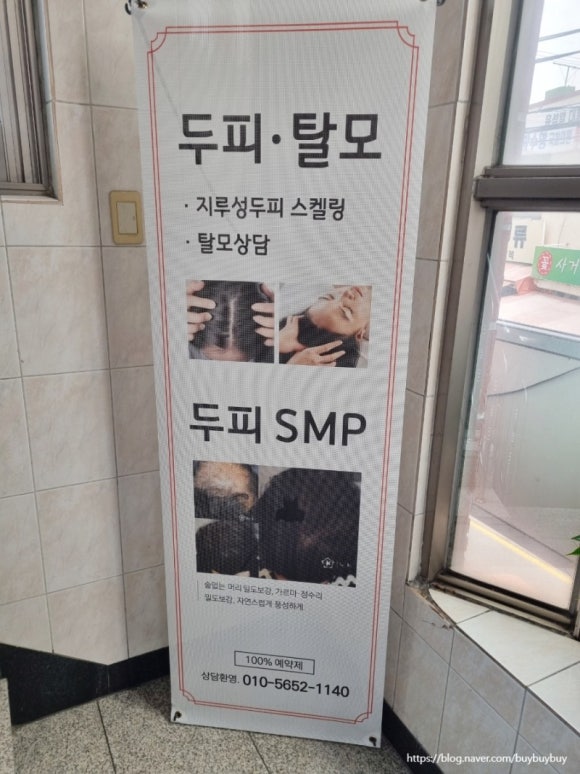 두피·탈모
· 지루성두피 스켈링
· 탈모상담
두피 SMP
숱없는 머리 밀도보강, 가르마·정수리
밀도보강. 자연스럽게 풍성하게
100% 예약제
상담환영. 010-5652-1140
사거
https://blog.naver.com/buybuybuy